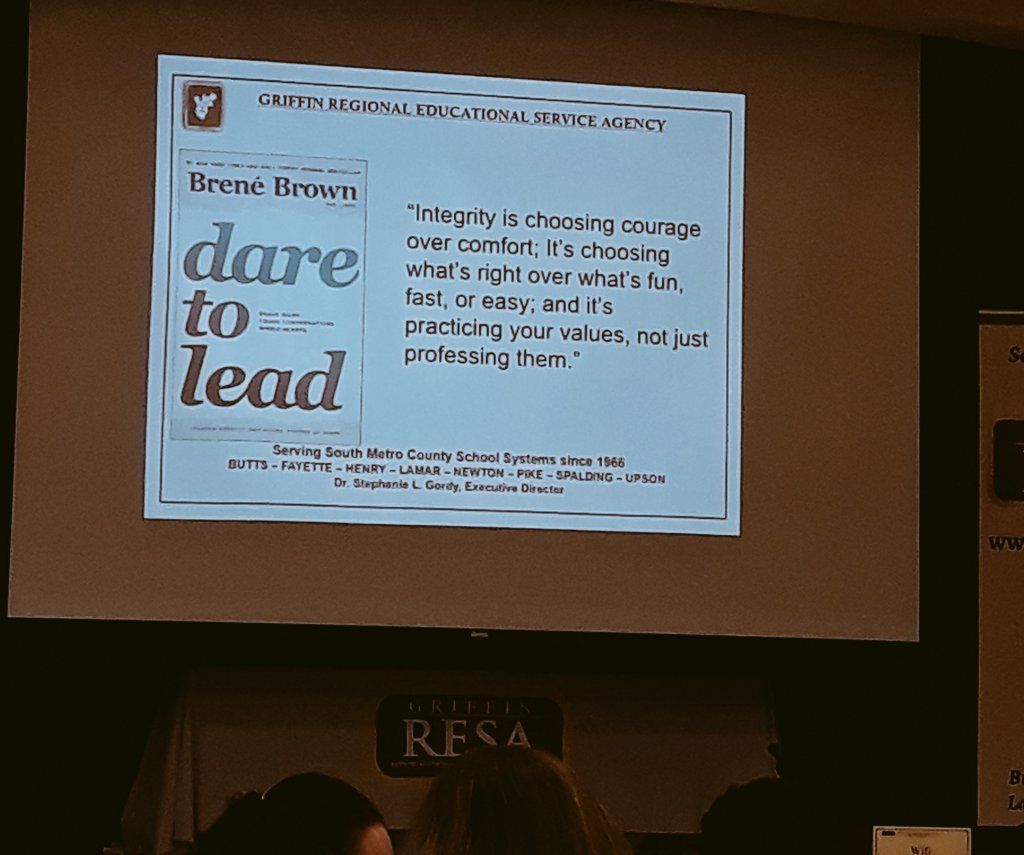 GRIFFIN REGIONAL EDUCATIONAL SERVICE AGENCY
Brené Brown
dare
to
lead
“Integrity is choosing courage
over comfort; It’s choosing
what’s right over what’s fun,
fast, or easy; and it’s
practicing your values, not just
professing them.”
Serving South Metro County School Systems since 1966
BUTTS – FAYETTE – HENRY – LAMAR – NEWTON – PIKE – SPALDING – UPSON
Dr. Stephanie L. Gordy, Executive Director
GRIFFIN
RESA
Wifi